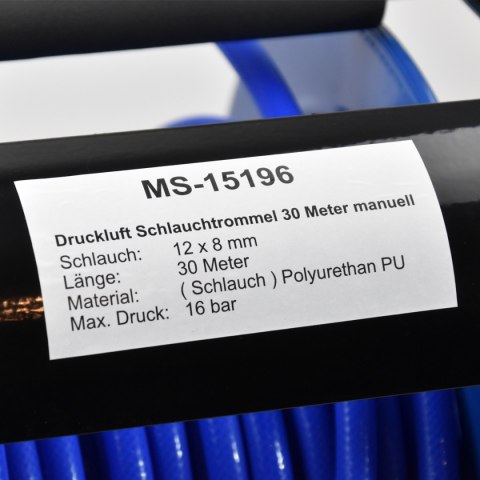 MS-15196
Druckluft Schlauchtrommel 30 Meter manuell
Schlauch: 12 x 8 mm
Länge: 30 Meter
Material: ( Schlauch ) Polyurethan PU
Max. Druck: 16 bar